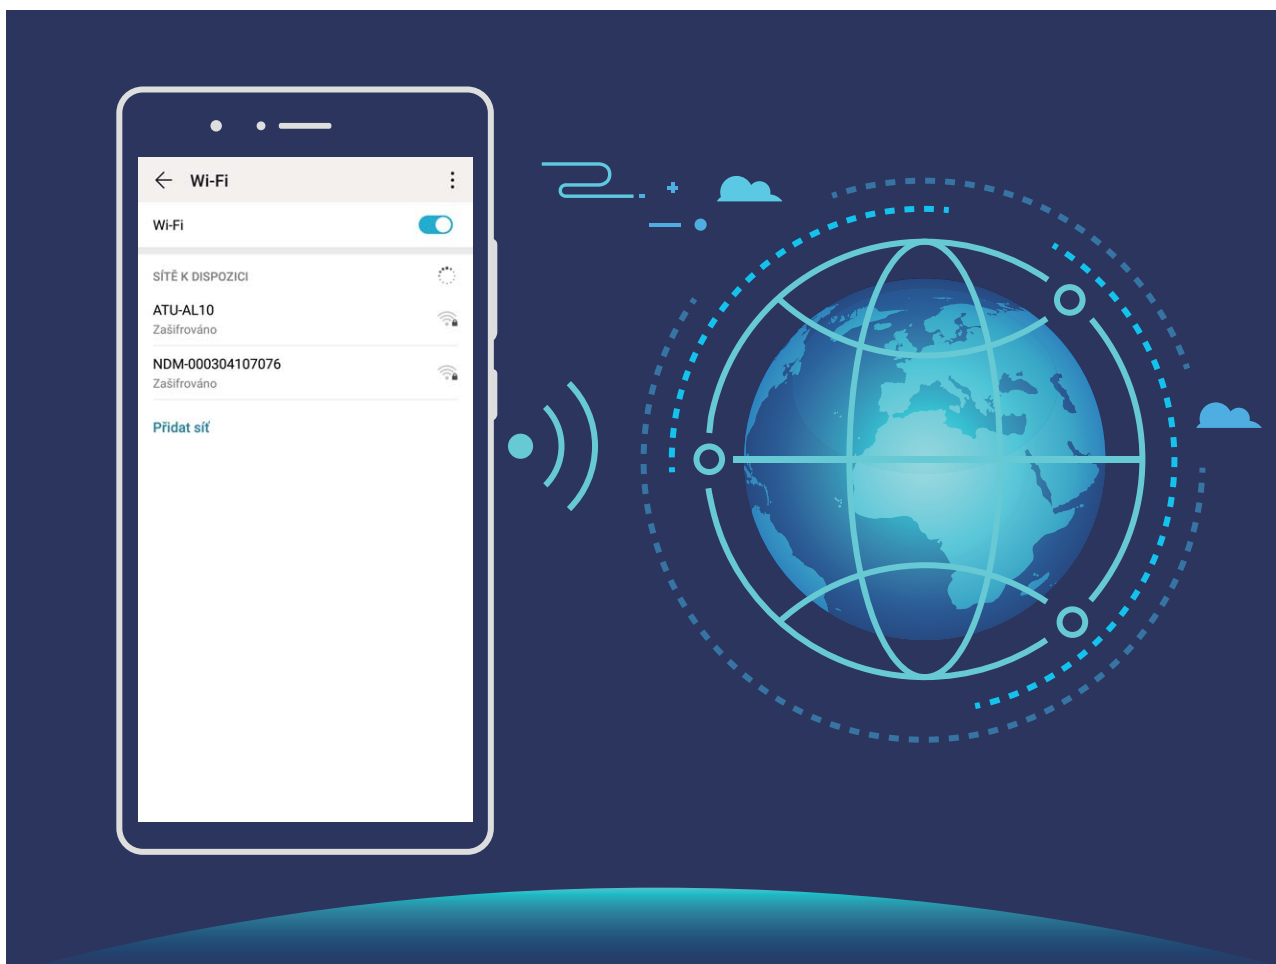 Wi-Fi
Wi-Fi
SÍTĚ K DISPOZICI
ATU-AL10
Zašifrováno
NDM-000304107076
Zašifrováno
Přidat síť